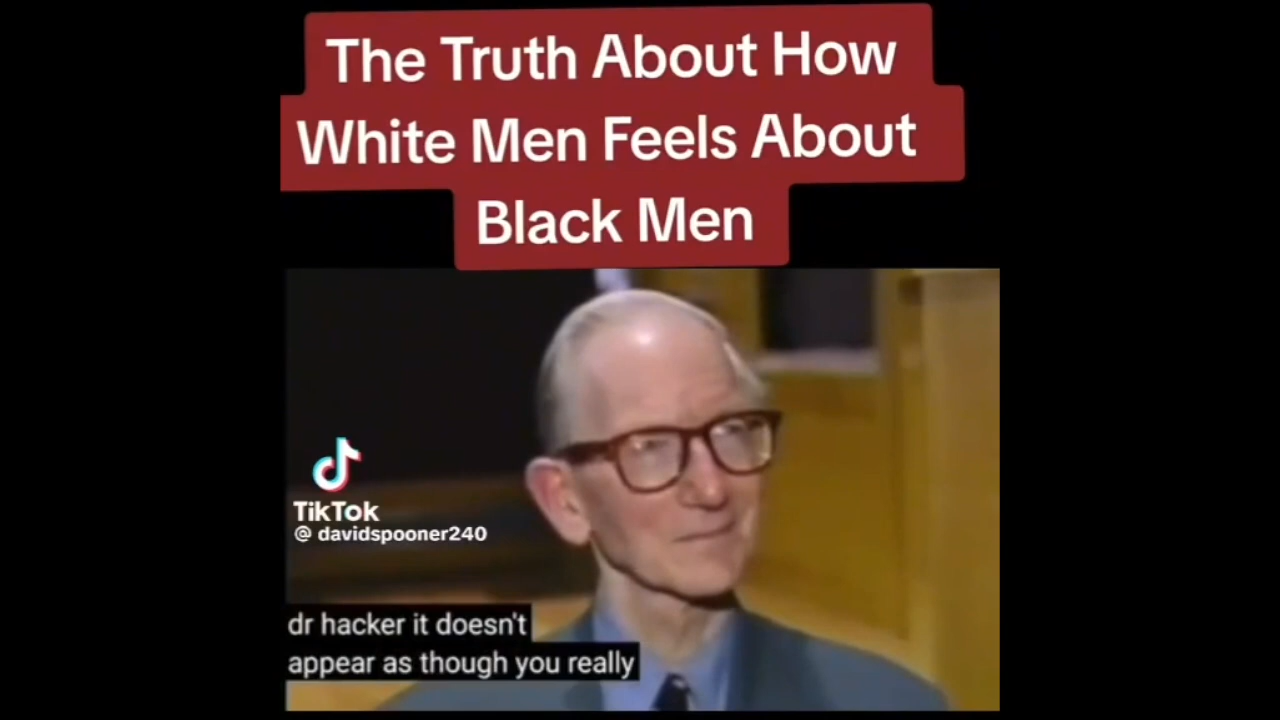 The Truth About How
White Men Feels About
Black Men
TikTok
@ davidspooner240
dr hacker it doesn't
appear as though you really